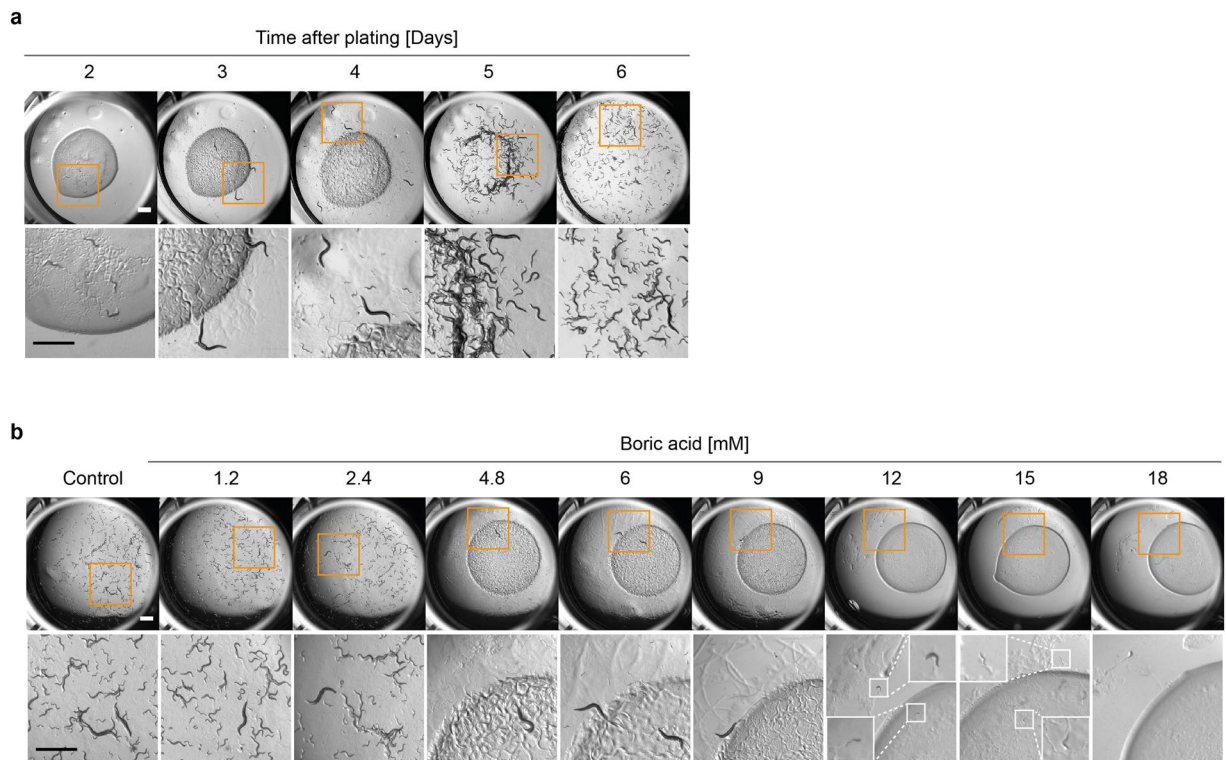 a
Time after plating [Days]
2 3 4 5 6
b
Boric acid [mM]
Control 1.2 2.4 4.8 6 9 12 15 18